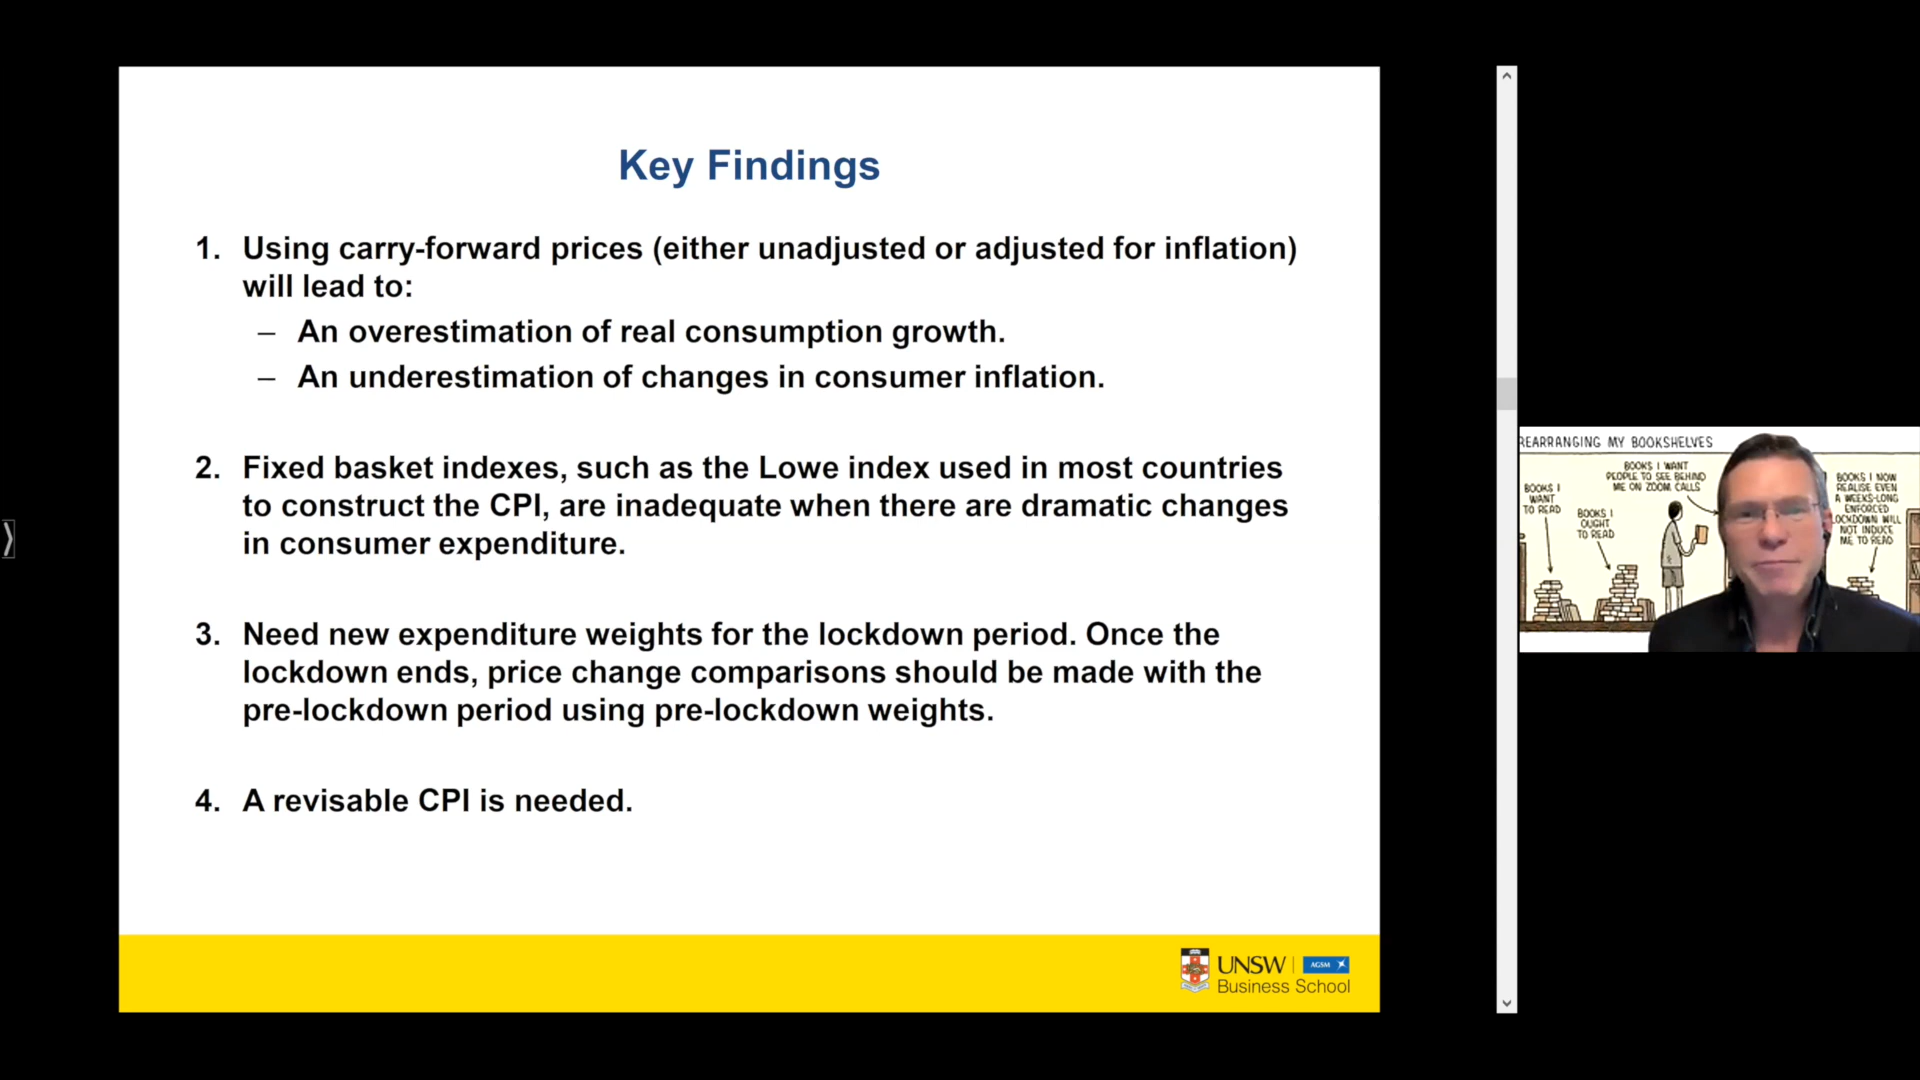 Key Findings
1. Using carry-forward prices (either unadjusted or adjusted for inflation)
will lead to:
– An overestimation of real consumption growth.
– An underestimation of changes in consumer inflation.
2. Fixed basket indexes, such as the Lowe index used in most countries
to construct the CPI, are inadequate when there are dramatic changes
in consumer expenditure.
3. Need new expenditure weights for the lockdown period. Once the
lockdown ends, price change comparisons should be made with the
pre-lockdown period using pre-lockdown weights.
4. A revisable CPI is needed.
UNSW
AGSM
Business School
REARRANGING MY BOOKSHELVES
BOOKS I
WANT
TO READ
BOOKS I
OUGHT
TO READ
BOOKS I WANT
PEOPLE TO SEE BEHIND
ME ON ZOOM CALLS
BOOKS I NOW
REALISE EVEN
A WEEKS-LONG
ENFORCED
LOCKDOWN WILL
NOT INDUCE
ME TO READ